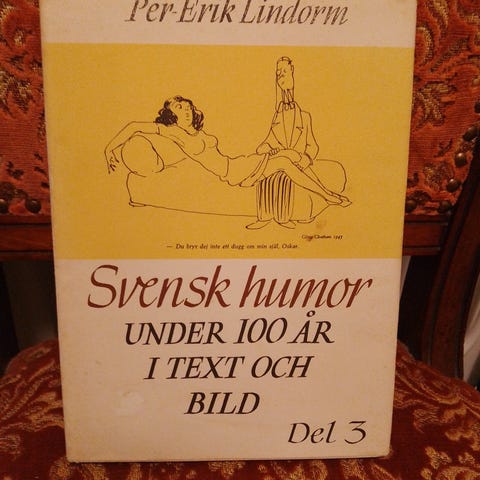 Per-Erik Lindorm
— Du bryr dej inte ett dugg om min själ, Oskar.
Svensk humor
UNDER 100 ÅR
I TEXT OCH
BILD
Del 3